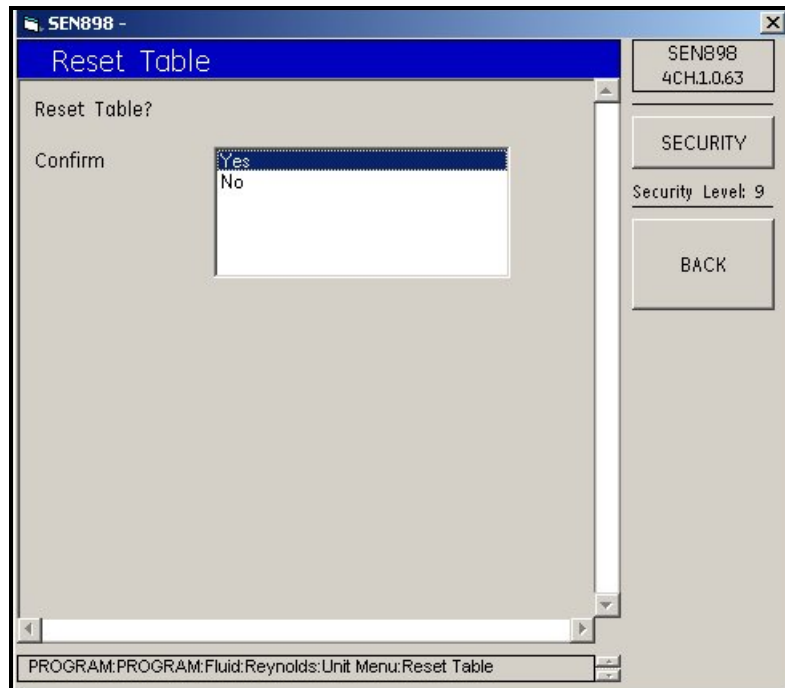 SEN898 -
Reset Table
SEN898
4CH.1.0.63
Reset Table?
SECURITY
Confirm
Yes
No
Security Level: 9
BACK
PROGRAM:PROGRAM:Fluid:Reynolds:Unit Menu:Reset Table